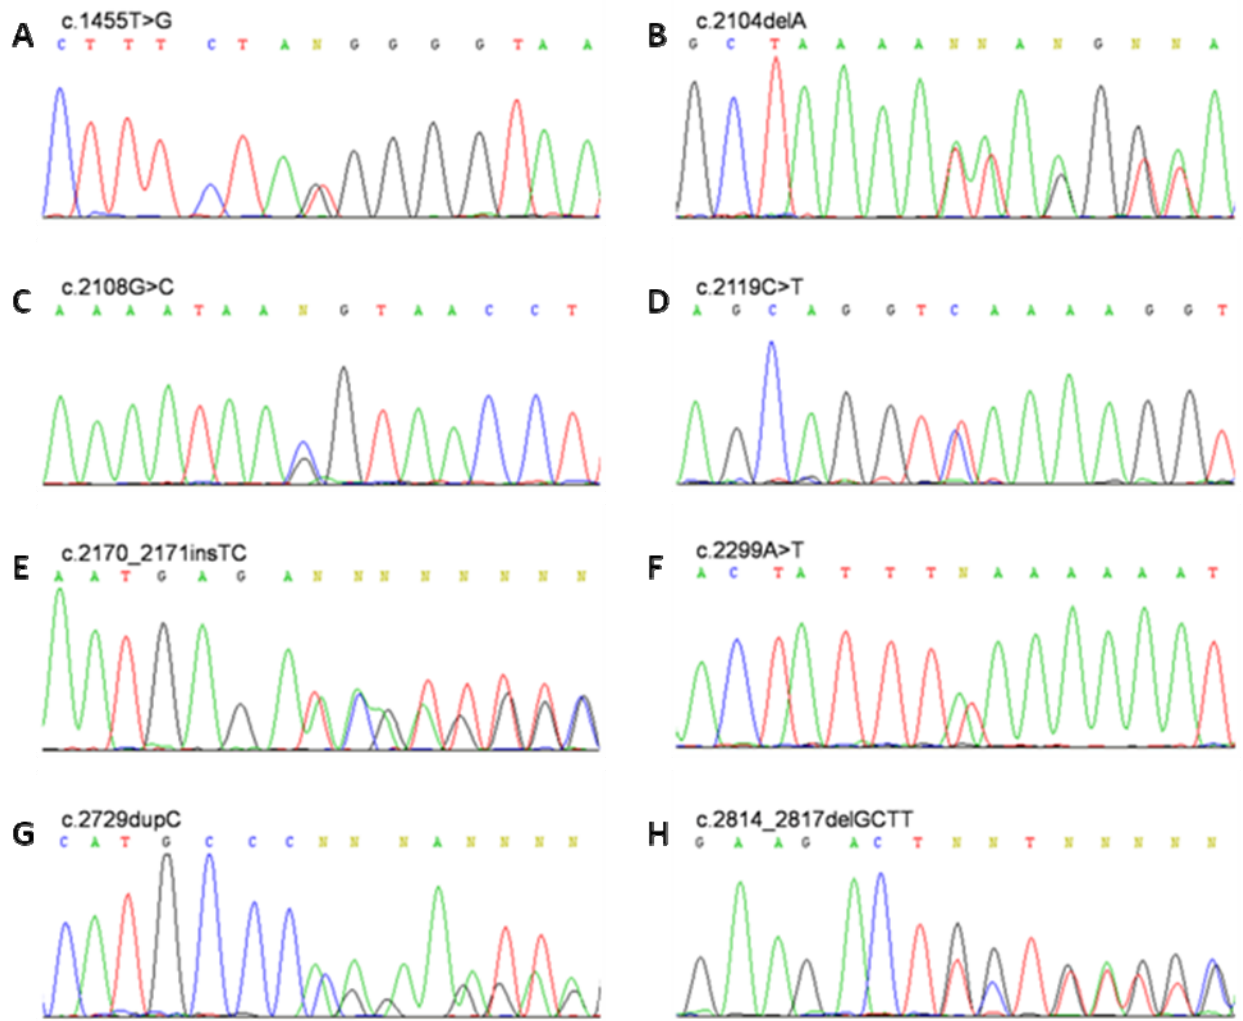 A c.1455T>G
C T T T C T A N G G G G T A A
B c.2104delA
G C T A A A A N N A N G N N A
C c.2108G>C
A A A A T A A N G T A A C C T
D c.2119C>T
A G C A G G T C A A A A G G T
E c.2170_2171insTC
A A T G A G A N N N N N N N N
F c.2299A>T
A C T A T T T N A A A A A A T
G c.2729dupC
C A T G C C C N N N A N N N N
H c.2814_2817delGCTT
G A A G A C T N N T N N N N N